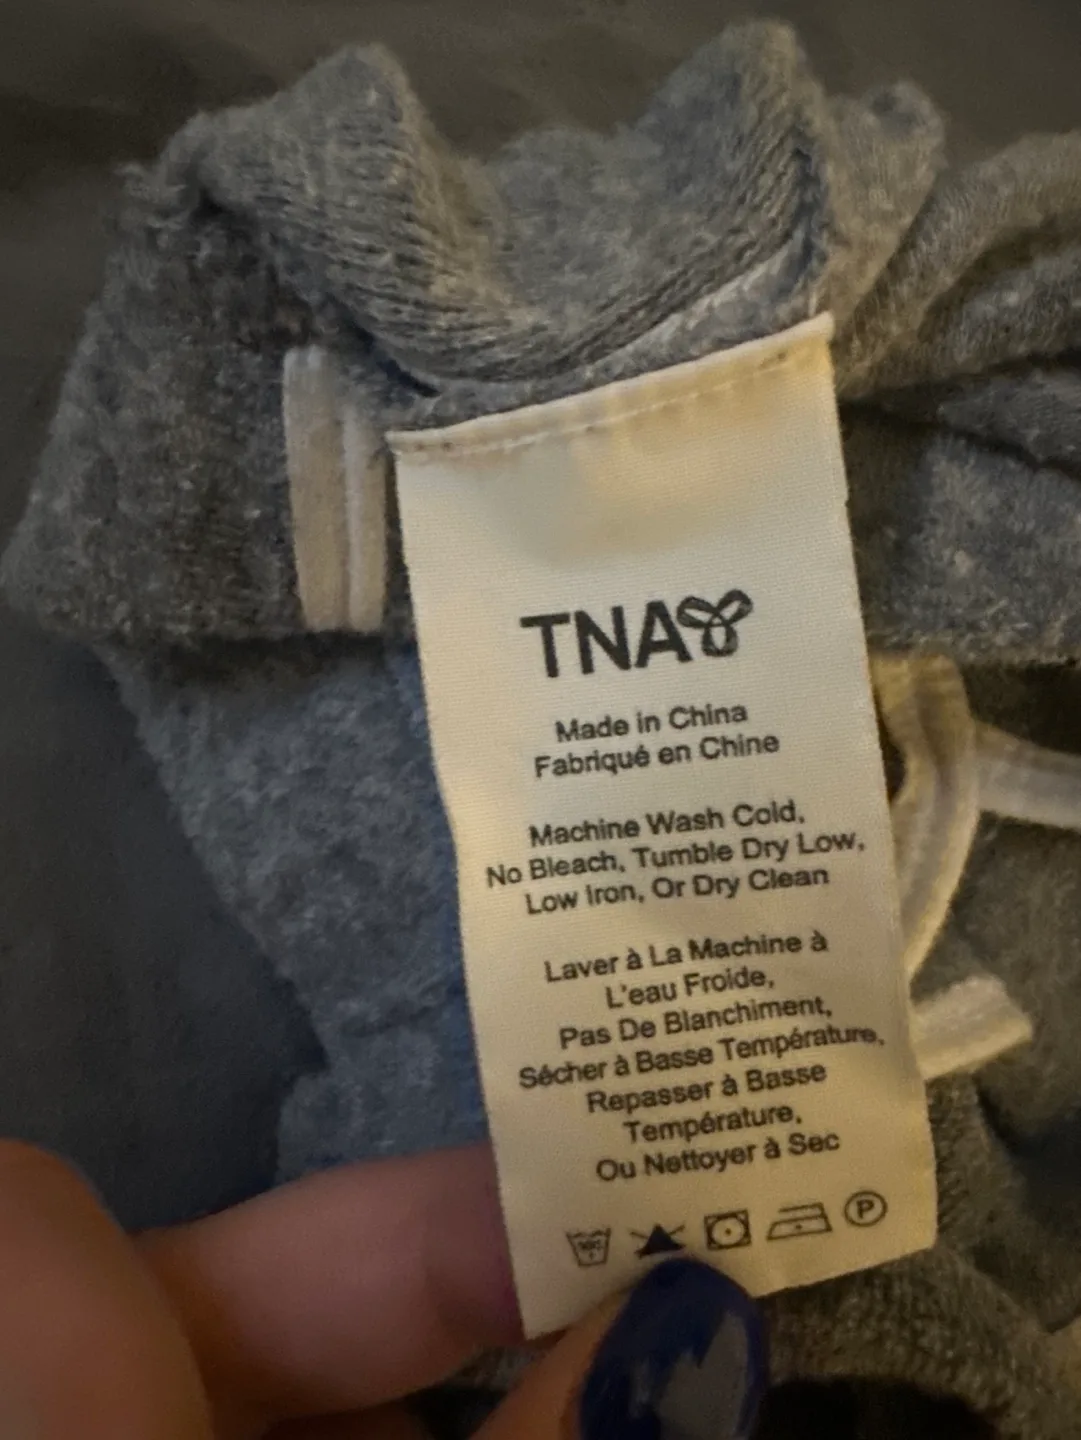 TNA
Made in China
Fabriqué en Chine
Machine Wash Cold,
No Bleach, Tumble Dry Low,
Low Iron, Or Dry Clean
Laver à La Machine à
L'eau Froide,
Pas De Blanchiment,
Sécher à Basse Température,
Repasser à Basse
Température,
Ou Nettoyer à Sec
P